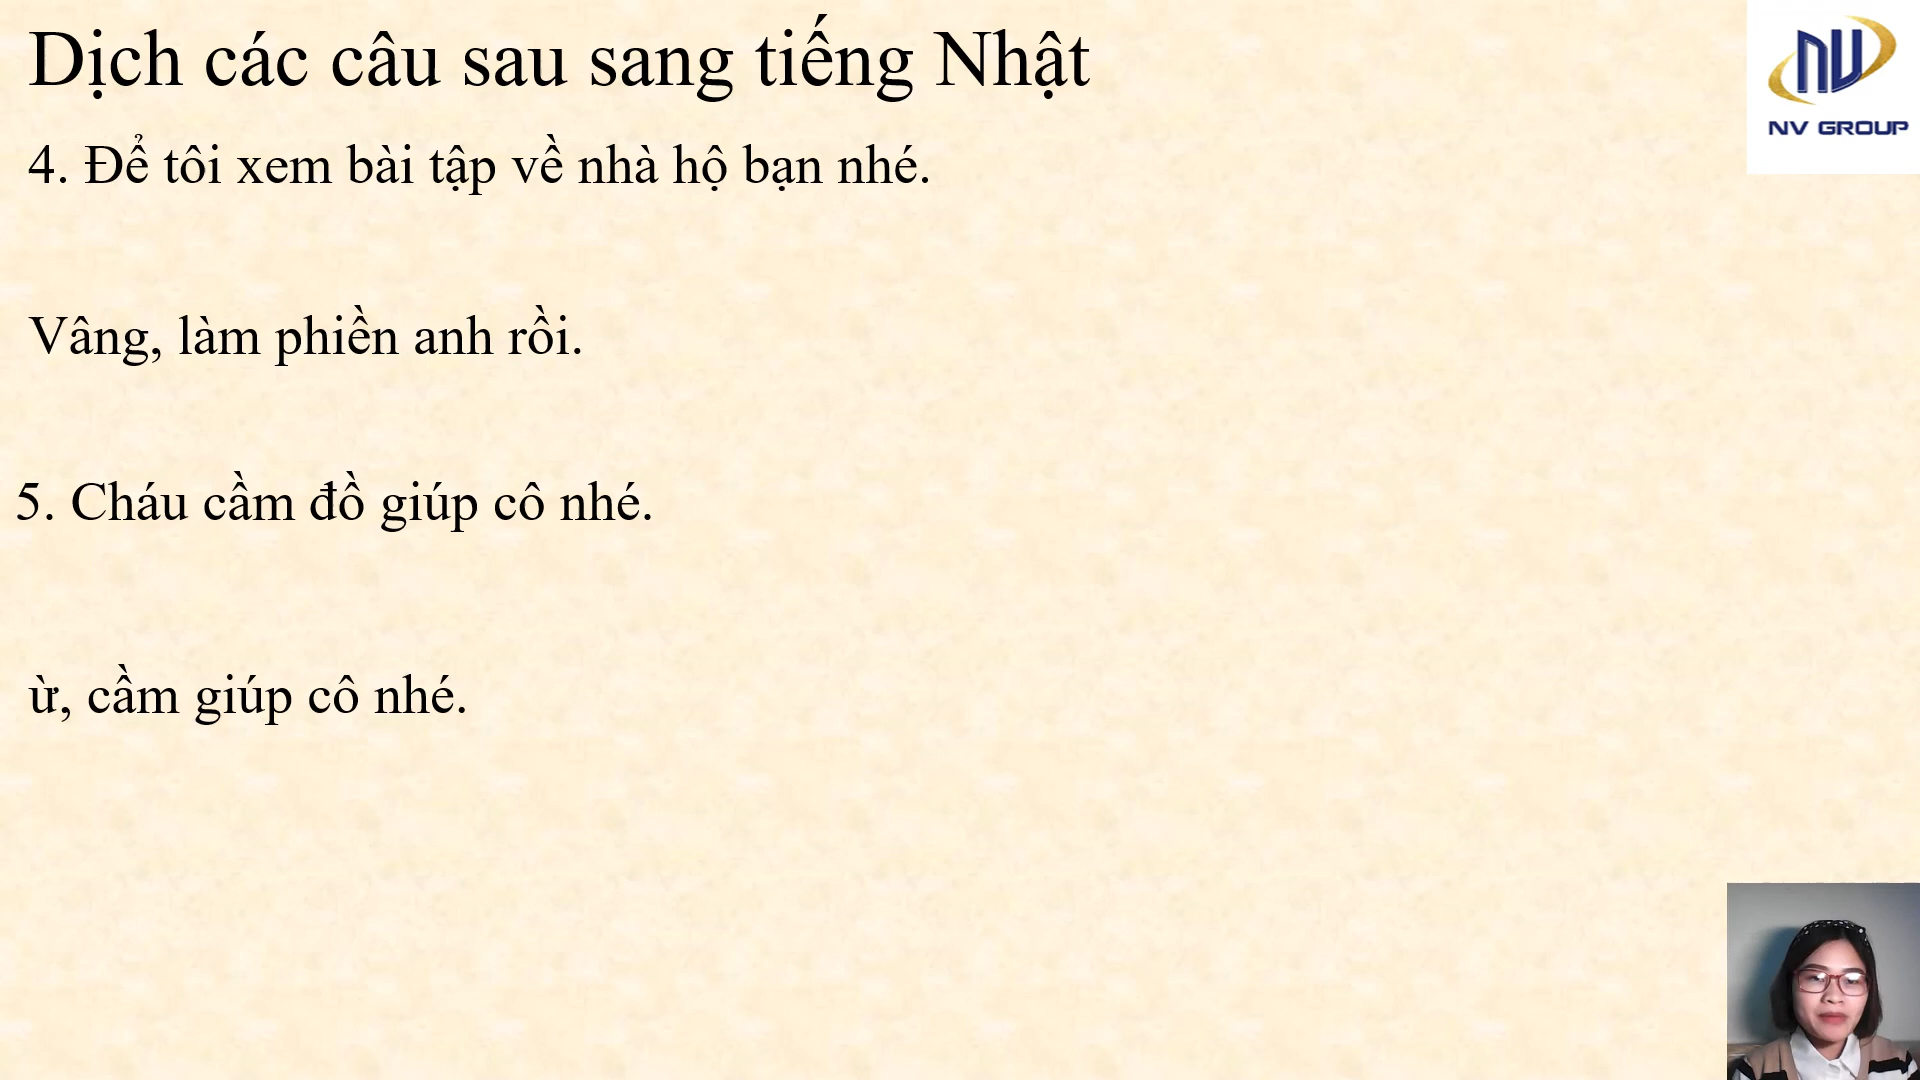 Dịch các câu sau sang tiếng Nhật
NV
NV GROUP
4. Để tôi xem bài tập về nhà hộ bạn nhé.
Vâng, làm phiền anh rồi.
5. Cháu cầm đồ giúp cô nhé.
ừ, cầm giúp cô nhé.